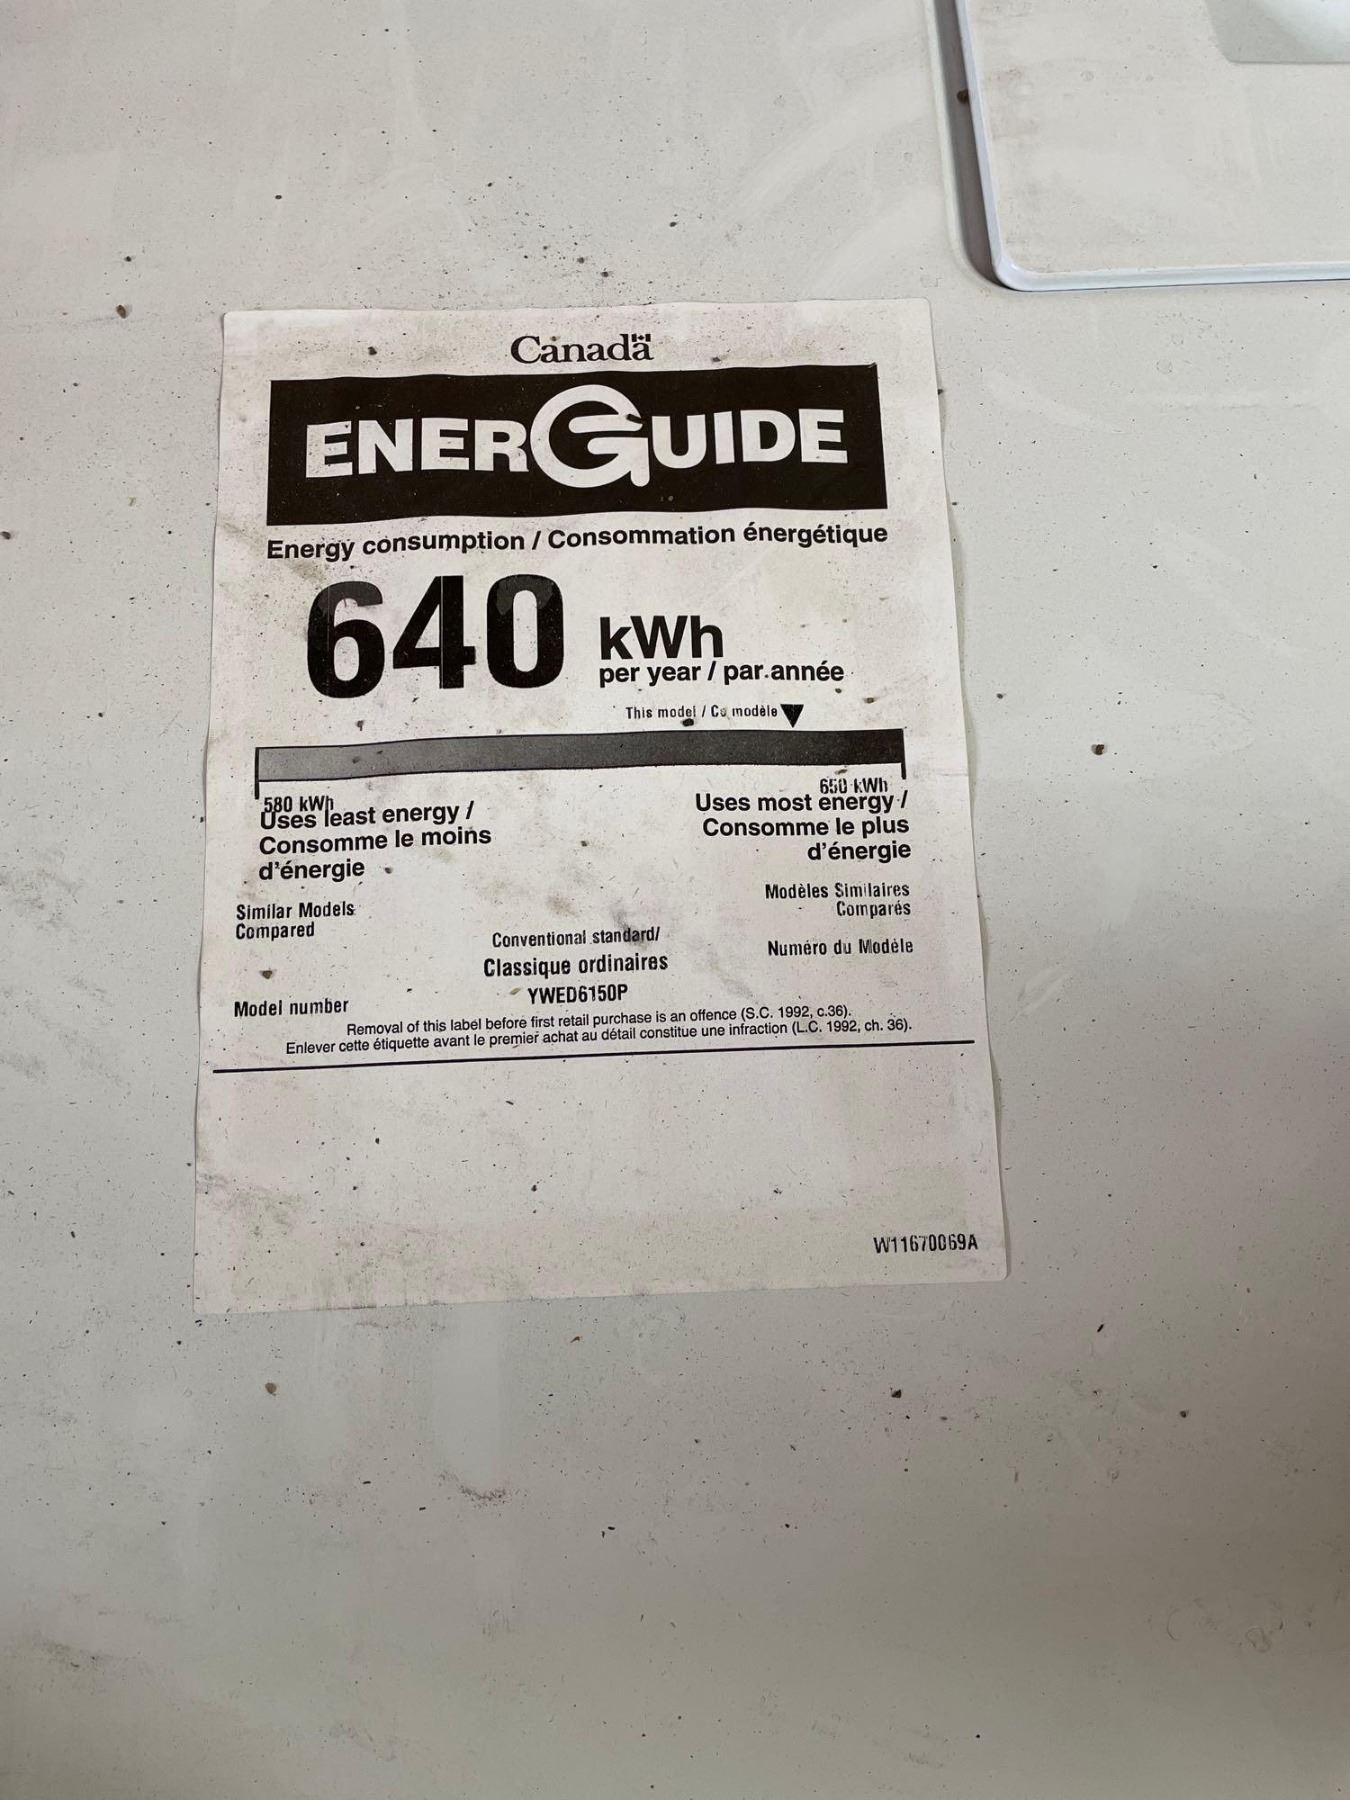 Canada
ENERGUIDE
Energy consumption / Consommation énergétique
640 kWh
per year / par année
This model / Ce modèle
580 kWh
650 kWh
Uses least energy /
Consomme le moins
d'énergie
Uses most energy /
Consomme le plus
d'énergie
Similar Models
Compared
Modèles Similaires
Comparés
Conventional standard/
Classique ordinaires
Numéro du Modèle
Model number
YWED6150P
Removal of this label before first retail purchase is an offence (S.C. 1992, c.36).
Enlever cette étiquette avant le premier achat au détail constitue une infraction (L.C. 1992, ch. 36).
W11670069A